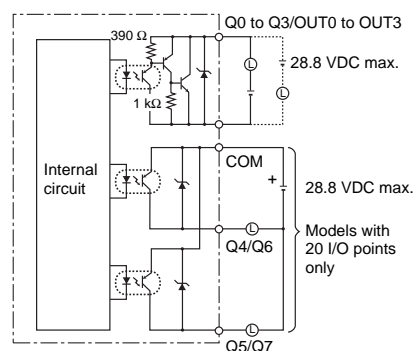 Q0 to Q3/OUT0 to OUT3
390 Ω
L
28.8 VDC max.
L
1 kΩ
Internal
circuit
COM
+
28.8 VDC max.
L
Q4/Q6
Models with
20 I/O points
only
L
Q5/Q7